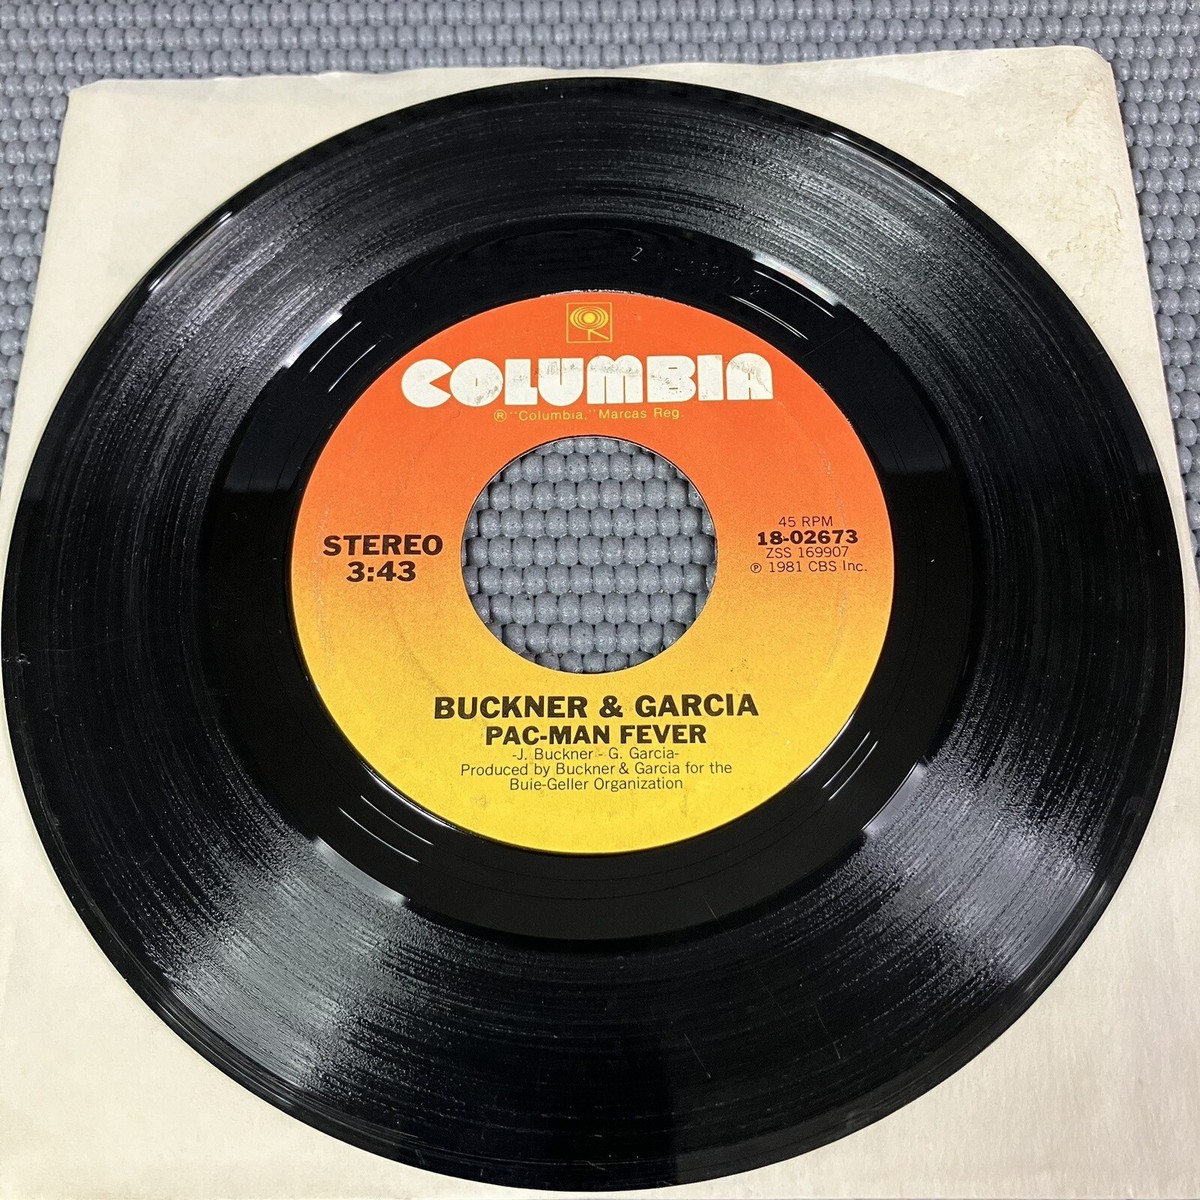 COLUMBIA
® "Columbia," Marcas Reg.
STEREO
3:43
45 RPM
18-02673
ZSS 169907
℗ 1981 CBS Inc.
BUCKNER & GARCIA
PAC-MAN FEVER
-J. Buckner - G. Garcia-
Produced by Buckner & Garcia for the
Buie-Geller Organization